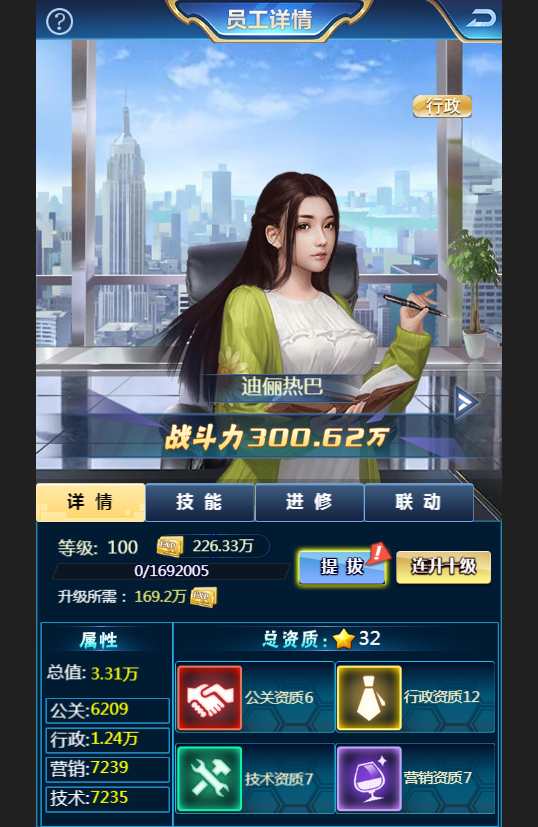 ?
员工详情
行政
迪俪热巴
战斗力300.62万
详情
技能
进修
联动
等级: 100
EXP 226.33万
0/1692005
升级所需: 169.2万 EXP
提拔
!
连升十级
属性
总资质: 32
总值: 3.31万
公关:6209
行政:1.24万
营销:7239
技术:7235
公关资质6
行政资质12
技术资质7
营销资质7